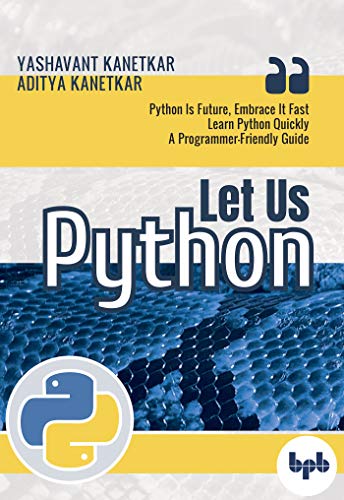 YASHAVANT KANETKAR
ADITYA KANETKAR
Python Is Future, Embrace It Fast
Learn Python Quickly
A Programmer-Friendly Guide
Let Us
Python
bpb